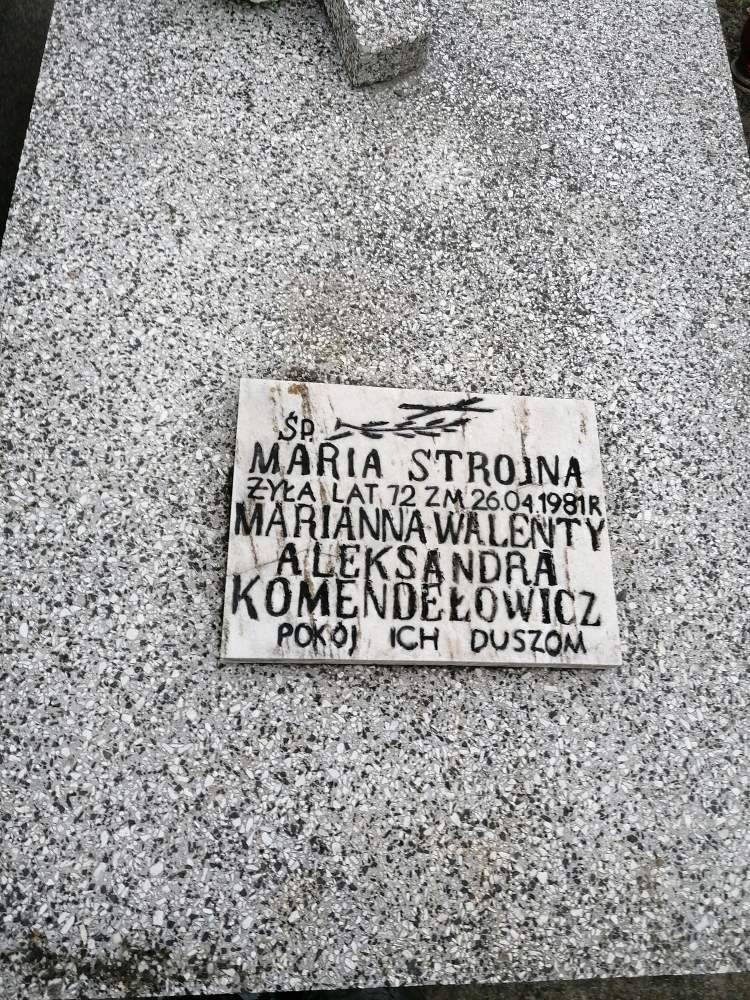 ŚP.
MARIA STROJNA
ŻYŁA LAT 72 ZM 26.04.1981R
MARIANNA WALENTY
ALEKSANDRA
KOMENDEŁOWICZ
POKÓJ ICH DUSZOM